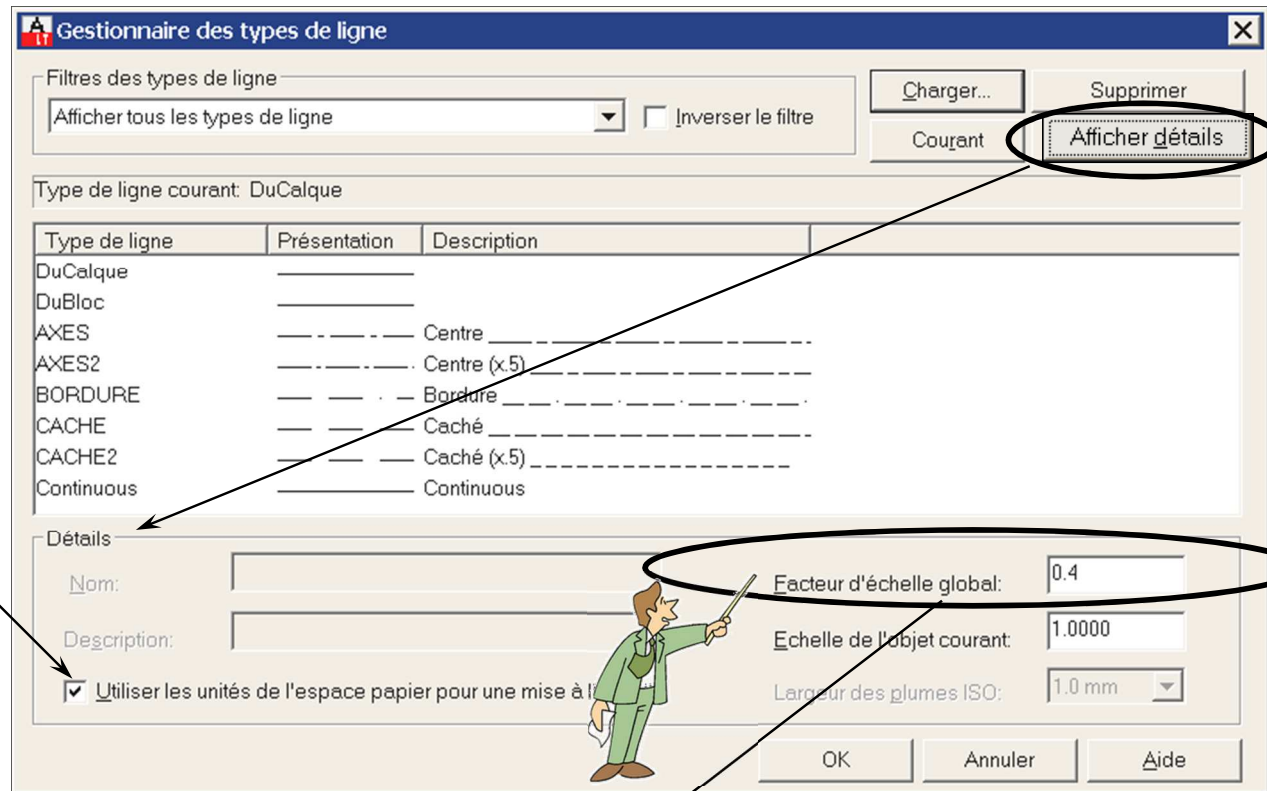 Gestionnaire des types de ligne
Filtres des types de ligne
Afficher tous les types de ligne
Inverser le filtre
Charger...
Supprimer
Courant
Afficher détails
Type de ligne courant: DuCalque
Type de ligne Présentation Description
DuCalque
DuBloc
AXES Centre
AXES2 Centre (x.5)
BORDURE Bordure
CACHE Caché
CACHE2 Caché (x.5)
Continuous Continuous
Détails
Nom:
Facteur d'échelle global: 0.4
Description:
Echelle de l'objet courant: 1.0000
Utiliser les unités de l'espace papier pour une mise à
Largeur des plumes ISO: 1.0 mm
OK Annuler Aide